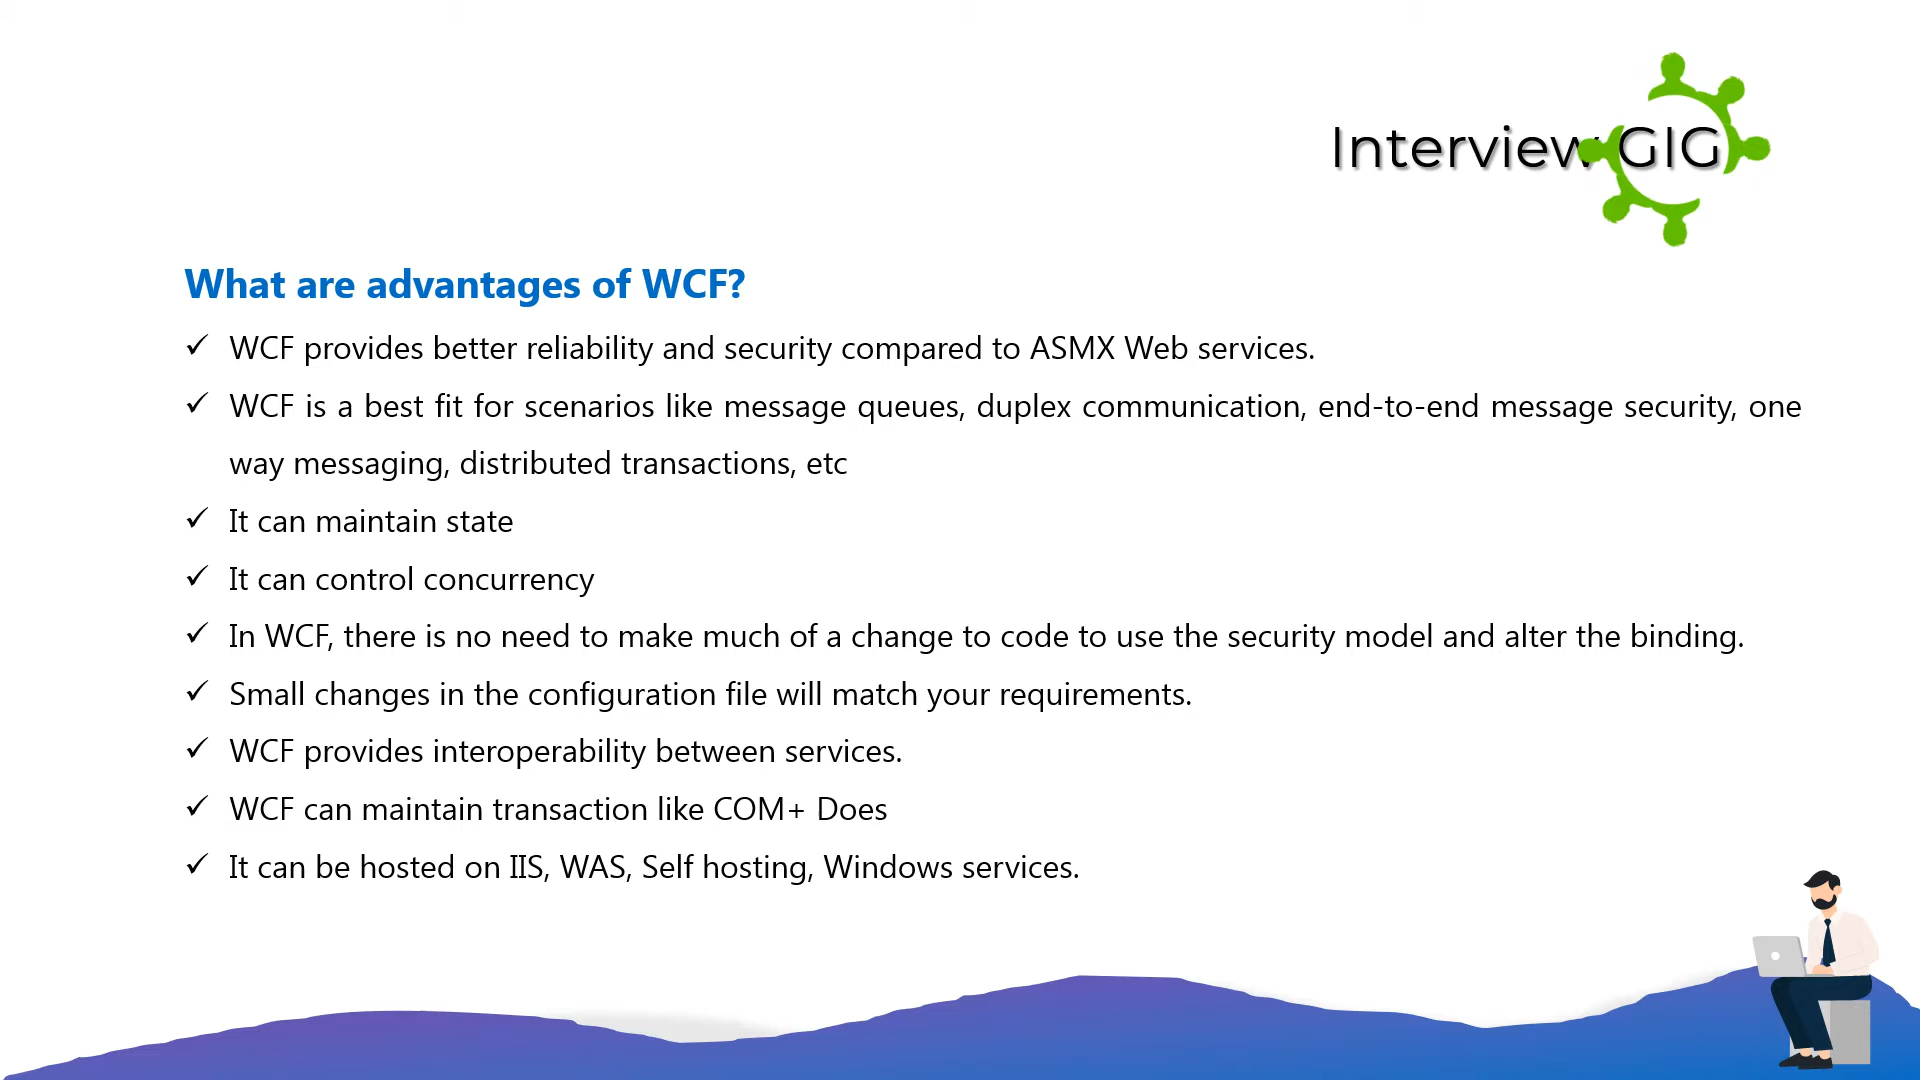 Interview GIG
What are advantages of WCF?
✓ WCF provides better reliability and security compared to ASMX Web services.
✓ WCF is a best fit for scenarios like message queues, duplex communication, end-to-end message security, one
way messaging, distributed transactions, etc
✓ It can maintain state
✓ It can control concurrency
✓ In WCF, there is no need to make much of a change to code to use the security model and alter the binding.
✓ Small changes in the configuration file will match your requirements.
✓ WCF provides interoperability between services.
✓ WCF can maintain transaction like COM+ Does
✓ It can be hosted on IIS, WAS, Self hosting, Windows services.